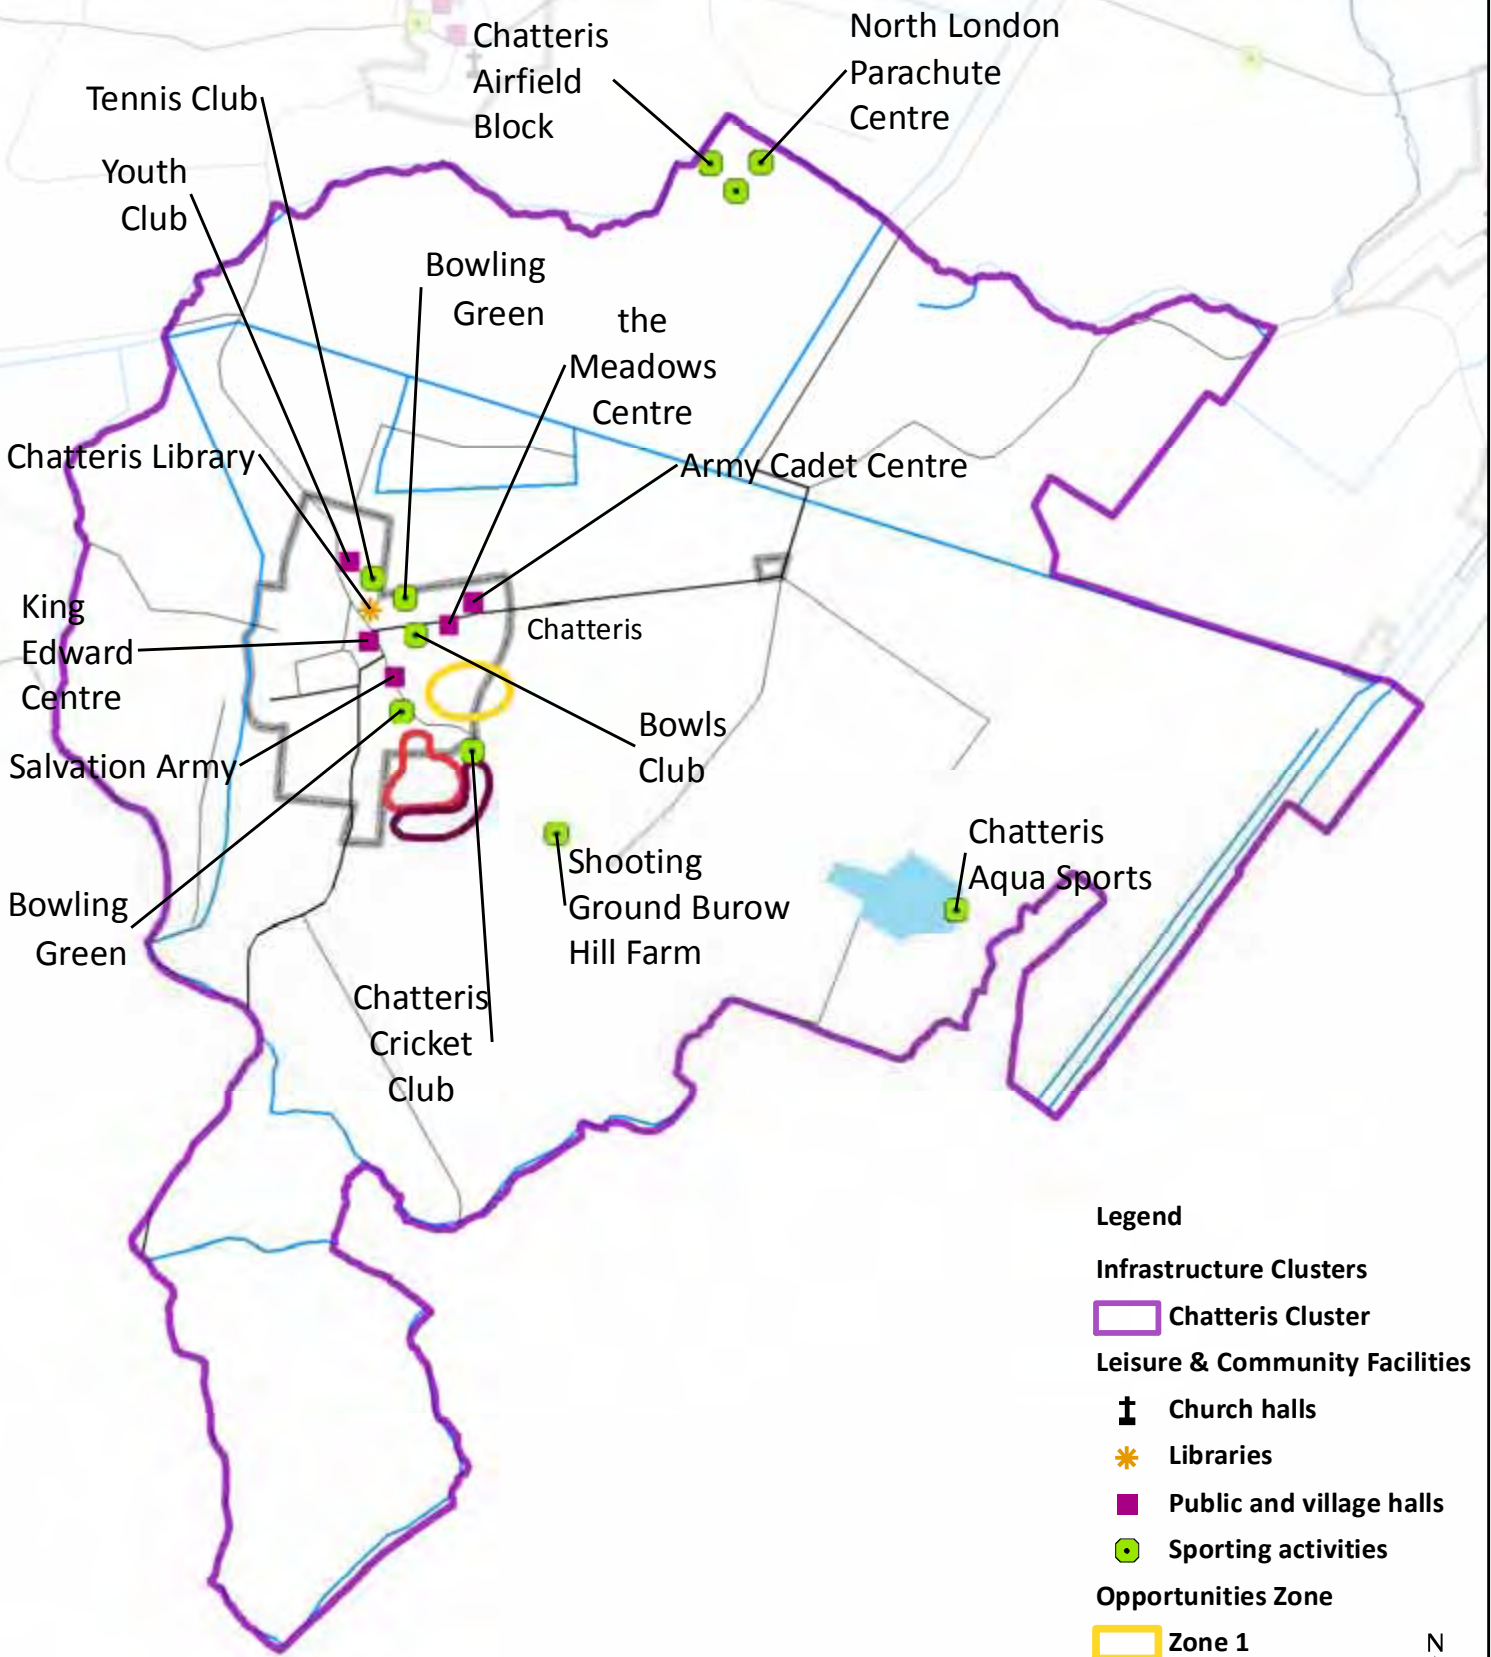 Chatteris
Airfield
Block
North London
Parachute
Centre
Tennis Club
Youth
Club
Bowling
Green
the
Meadows
Centre
Chatteris Library
Army Cadet Centre
King
Edward
Centre
Chatteris
Salvation Army
Bowls
Club
Chatteris
Aqua Sports
Shooting
Ground Burow
Hill Farm
Bowling
Green
Chatteris
Cricket
Club
Legend
Infrastructure Clusters
Chatteris Cluster
Leisure & Community Facilities
Church halls
Libraries
Public and village halls
Sporting activities
Opportunities Zone
Zone 1
N